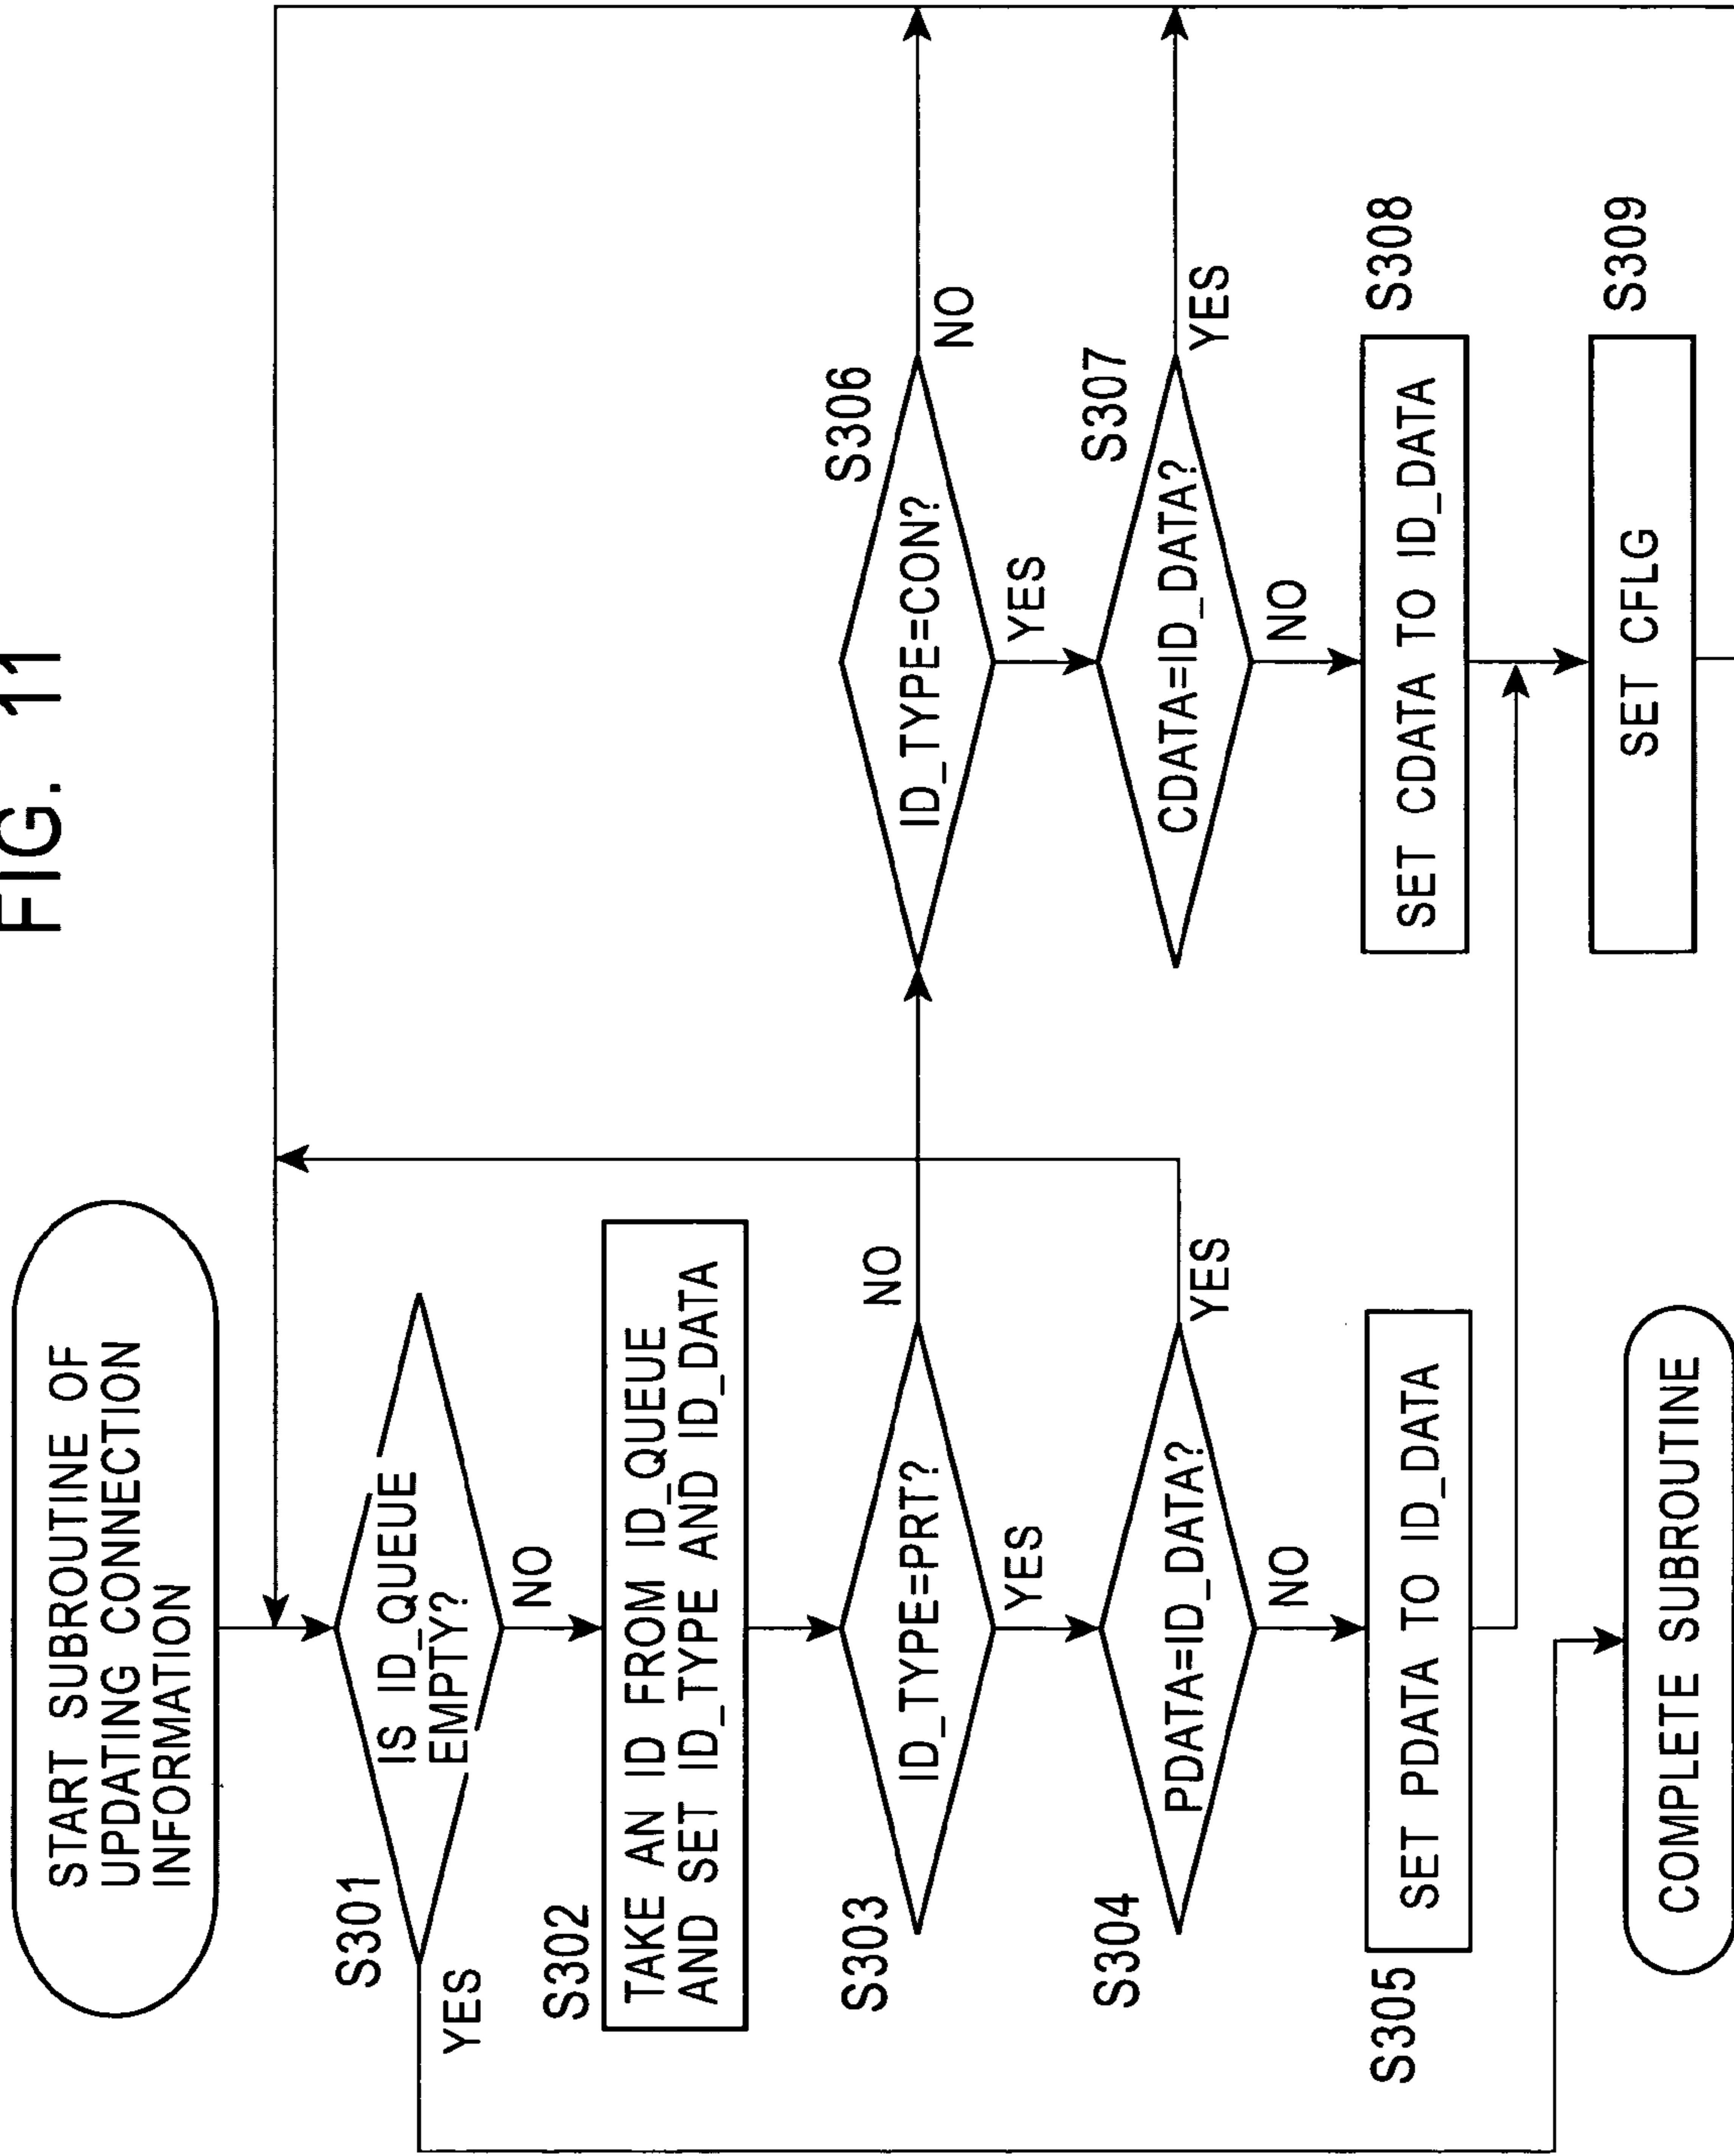 FIG. 11
START SUBROUTINE OF
UPDATING CONNECTION
INFORMATION
S301
IS ID_QUEUE
EMPTY?
YES
NO
S302
TAKE AN ID FROM ID_QUEUE
AND SET ID_TYPE AND ID_DATA
S303
ID_TYPE=PRT?
NO
YES
S304
PDATA=ID_DATA?
YES
NO
S305
SET PDATA TO ID_DATA
COMPLETE SUBROUTINE
S306
ID_TYPE=CON?
NO
YES
S307
CDATA=ID_DATA?
YES
NO
S308
SET CDATA TO ID_DATA
S309
SET CFLG